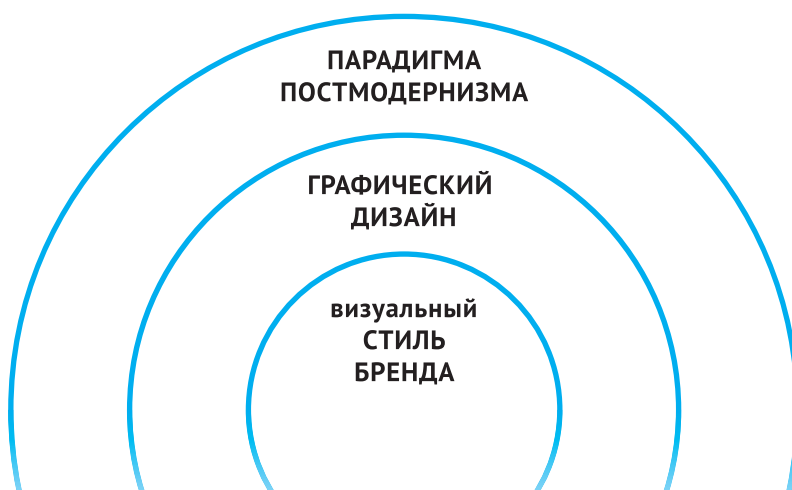 ПАРАДИГМА
ПОСТМОДЕРНИЗМА
ГРАФИЧЕСКИЙ
ДИЗАЙН
визуальный
СТИЛЬ
БРЕНДА